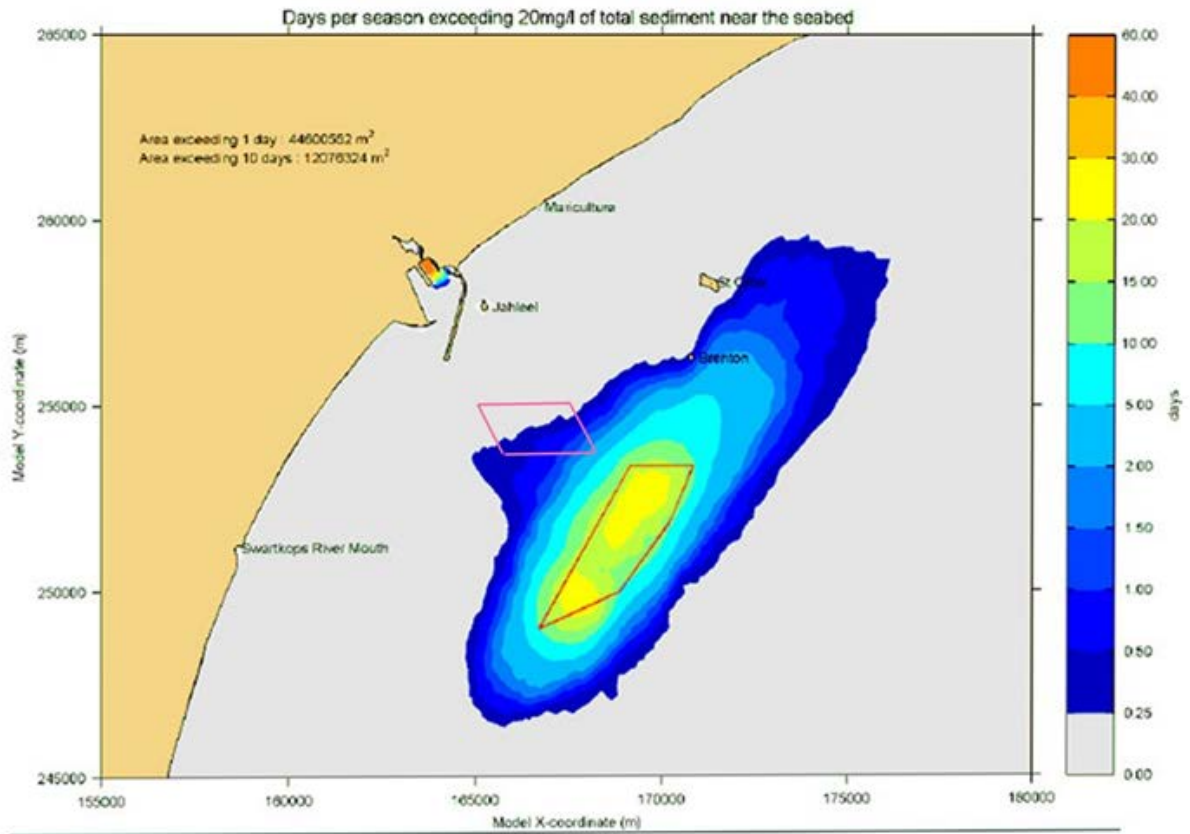 Days per season exceeding 20mg/l of total sediment near the seabed
265000
60.00
Area exceeding 1 day : 44600552 m²
Area exceeding 10 days : 12076324 m²
40.00
30.00
260000
Mariculture
20.00
St Croix
Jahleel
15.00
Brenton
10.00
255000
5.00
days
Model Y-coordinate (m)
2.00
Swartkops River Mouth
1.50
250000
1.00
0.50
0.25
245000
0.00
155000
160000
165000
170000
175000
180000
Model X-coordinate (m)